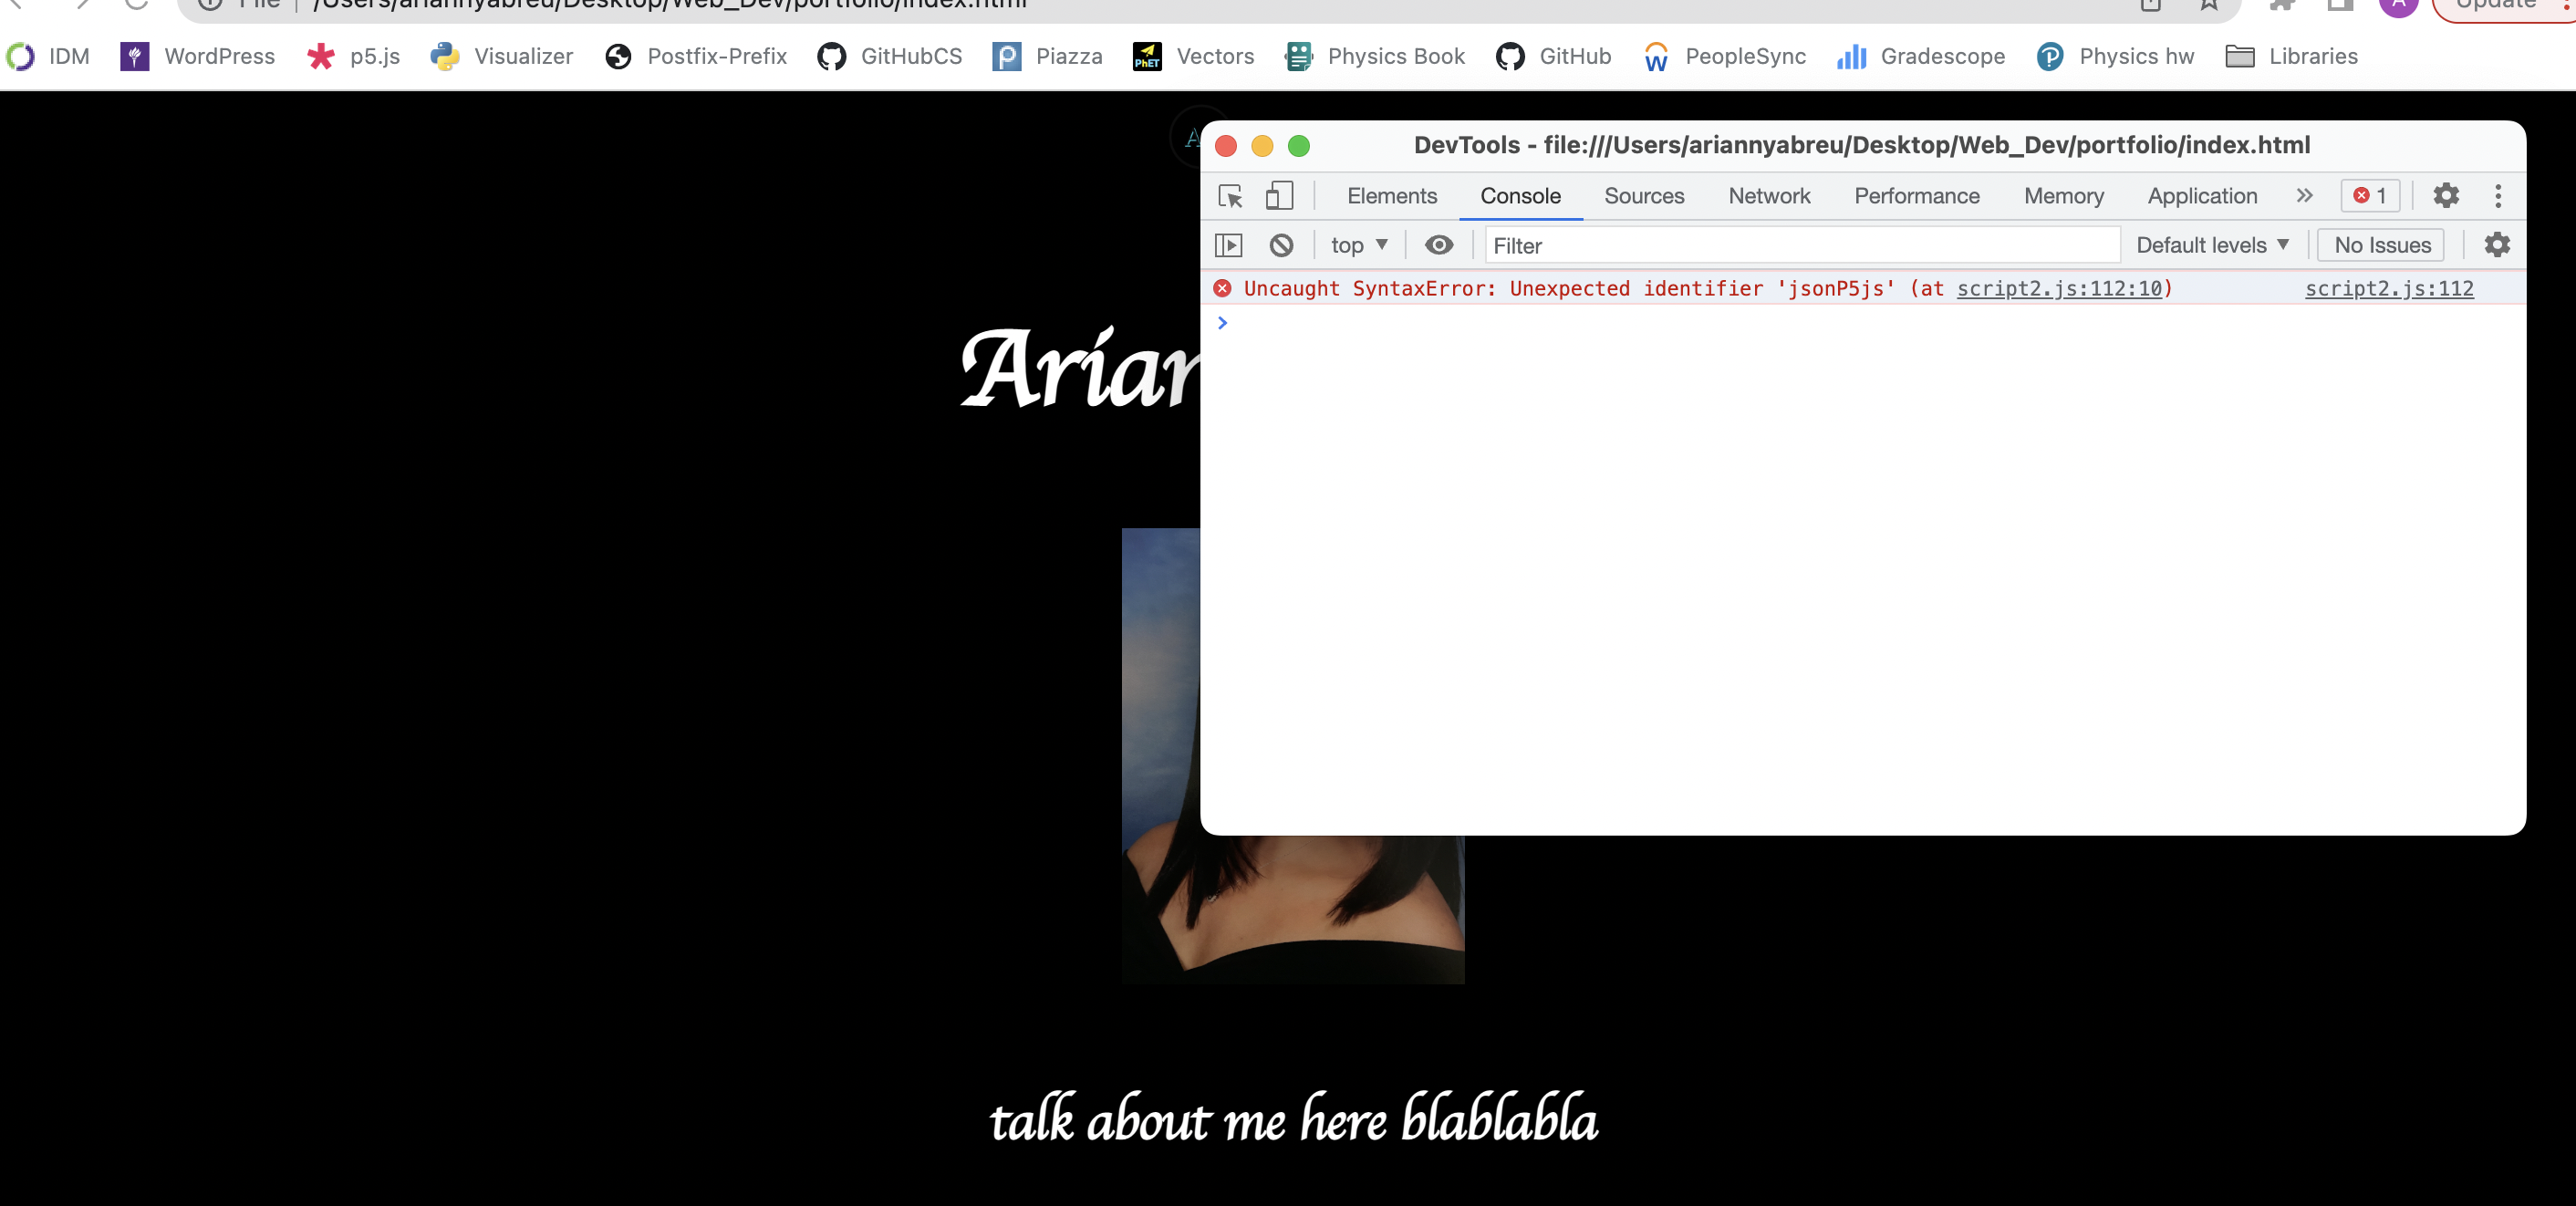 File | /Users/ariannyabreu/Desktop/Web_Dev/portfolio/index.html A Update
IDM WordPress p5.js Visualizer Postfix-Prefix GitHubCS Piazza PhET Vectors Physics Book GitHub PeopleSync Gradescope Physics hw Libraries
A
DevTools - file:///Users/ariannyabreu/Desktop/Web_Dev/portfolio/index.html
Elements Console Sources Network Performance Memory Application » 1
top Filter Default levels No Issues
Uncaught SyntaxError: Unexpected identifier 'jsonP5js' (at script2.js:112:10) script2.js:112
>
talk about me here blablabla